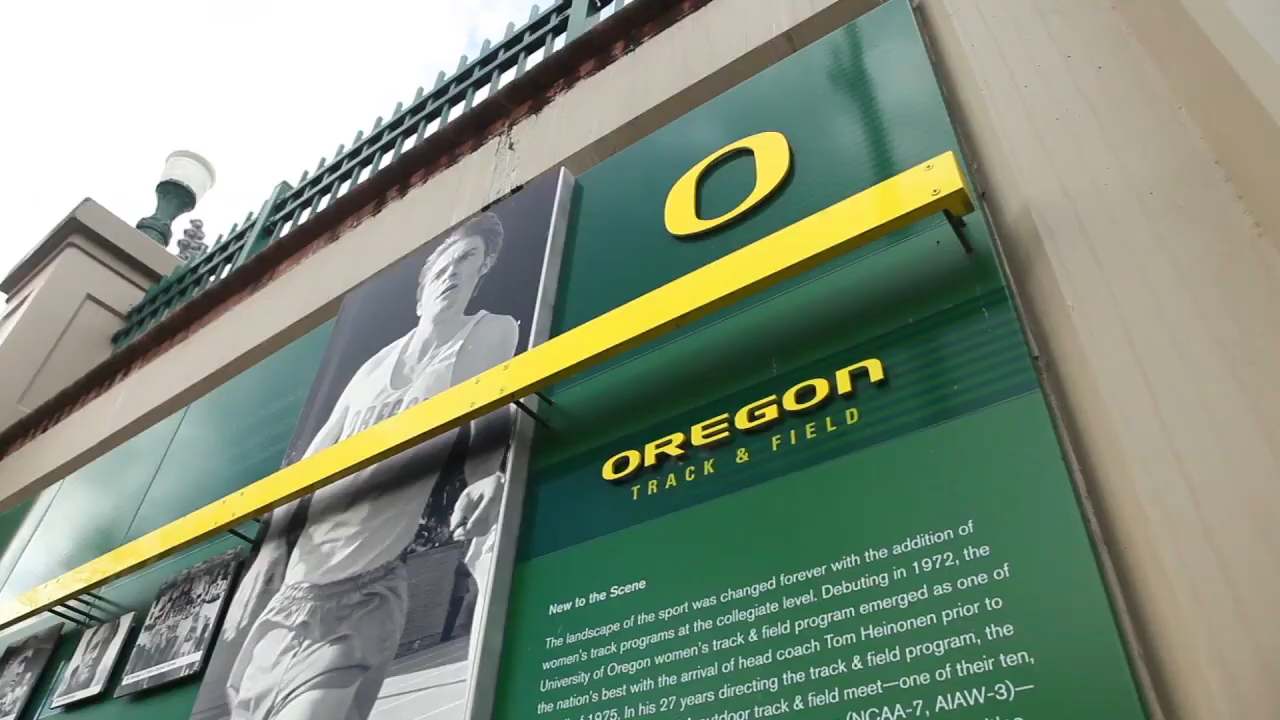 O
OREGON
OREGON
TRACK & FIELD
New to the Scene
The landscape of the sport was changed forever with the addition of
women's track programs at the collegiate level. Debuting in 1972, the
University of Oregon women's track & field program emerged as one of
the nation's best with the arrival of head coach Tom Heinonen prior to
of 1975. In his 27 years directing the track & field program, the
outdoor track & field meet—one of their ten,
(NCAA-7, AIAW-3)—